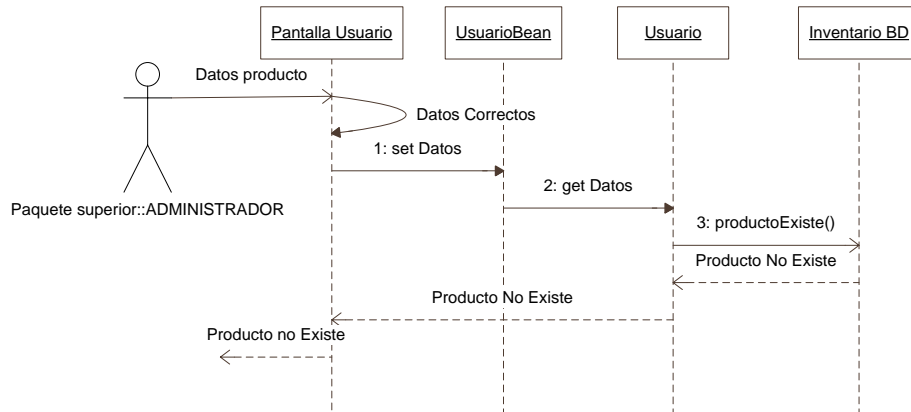 Pantalla Usuario
UsuarioBean
Usuario
Inventario BD
Datos producto
Datos Correctos
1: set Datos
2: get Datos
Paquete superior::ADMINISTRADOR
3: productoExiste()
Producto No Existe
Producto No Existe
Producto no Existe